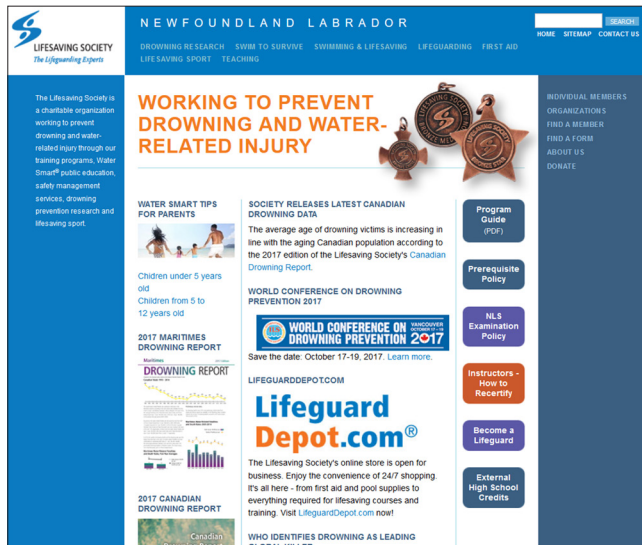 LIFESAVING SOCIETY
The Lifeguarding Experts
NEWFOUNDLAND LABRADOR
DROWNING RESEARCH SWIM TO SURVIVE SWIMMING & LIFESAVING LIFEGUARDING FIRST AID
LIFESAVING SPORT TEACHING
SEARCH
HOME SITEMAP CONTACT US
The Lifesaving Society is
a charitable organization
working to prevent
drowning and water-
related injury through our
training programs, Water
Smart® public education,
safety management
services, drowning
prevention research and
lifesaving sport.
WORKING TO PREVENT
DROWNING AND WATER-
RELATED INJURY
WATER SMART TIPS
FOR PARENTS
Chidren under 5 years
old
Children from 5 to
12 years old
2017 MARITIMES
DROWNING REPORT
Maritimes
DROWNING REPORT
2017 CANADIAN
DROWNING REPORT
Canadian
SOCIETY RELEASES LATEST CANADIAN
DROWNING DATA
The average age of drowning victims is increasing in
line with the aging Canadian population according to
the 2017 edition of the Lifesaving Society's Canadian
Drowning Report.
WORLD CONFERENCE ON DROWNING
PREVENTION 2017
WORLD CONFERENCE ON
DROWNING PREVENTION
VANCOUVER
OCTOBER 17 - 19
2017
Save the date: October 17-19, 2017. Learn more.
LIFEGUARDDEPOT.COM
Lifeguard
Depot.com®
The Lifesaving Society's online store is open for
business. Enjoy the convenience of 24/7 shopping.
It's all here - from first aid and pool supplies to
everything required for lifesaving courses and
training. Visit LifeguardDepot.com now!
WHO IDENTIFIES DROWNING AS LEADING
Program
Guide
(PDF)
Prerequisite
Policy
NLS
Examination
Policy
Instructors -
How to
Recertify
Become a
Lifeguard
External
High School
Credits
INDIVIDUAL MEMBERS
ORGANIZATIONS
FIND A MEMBER
FIND A FORM
ABOUT US
DONATE